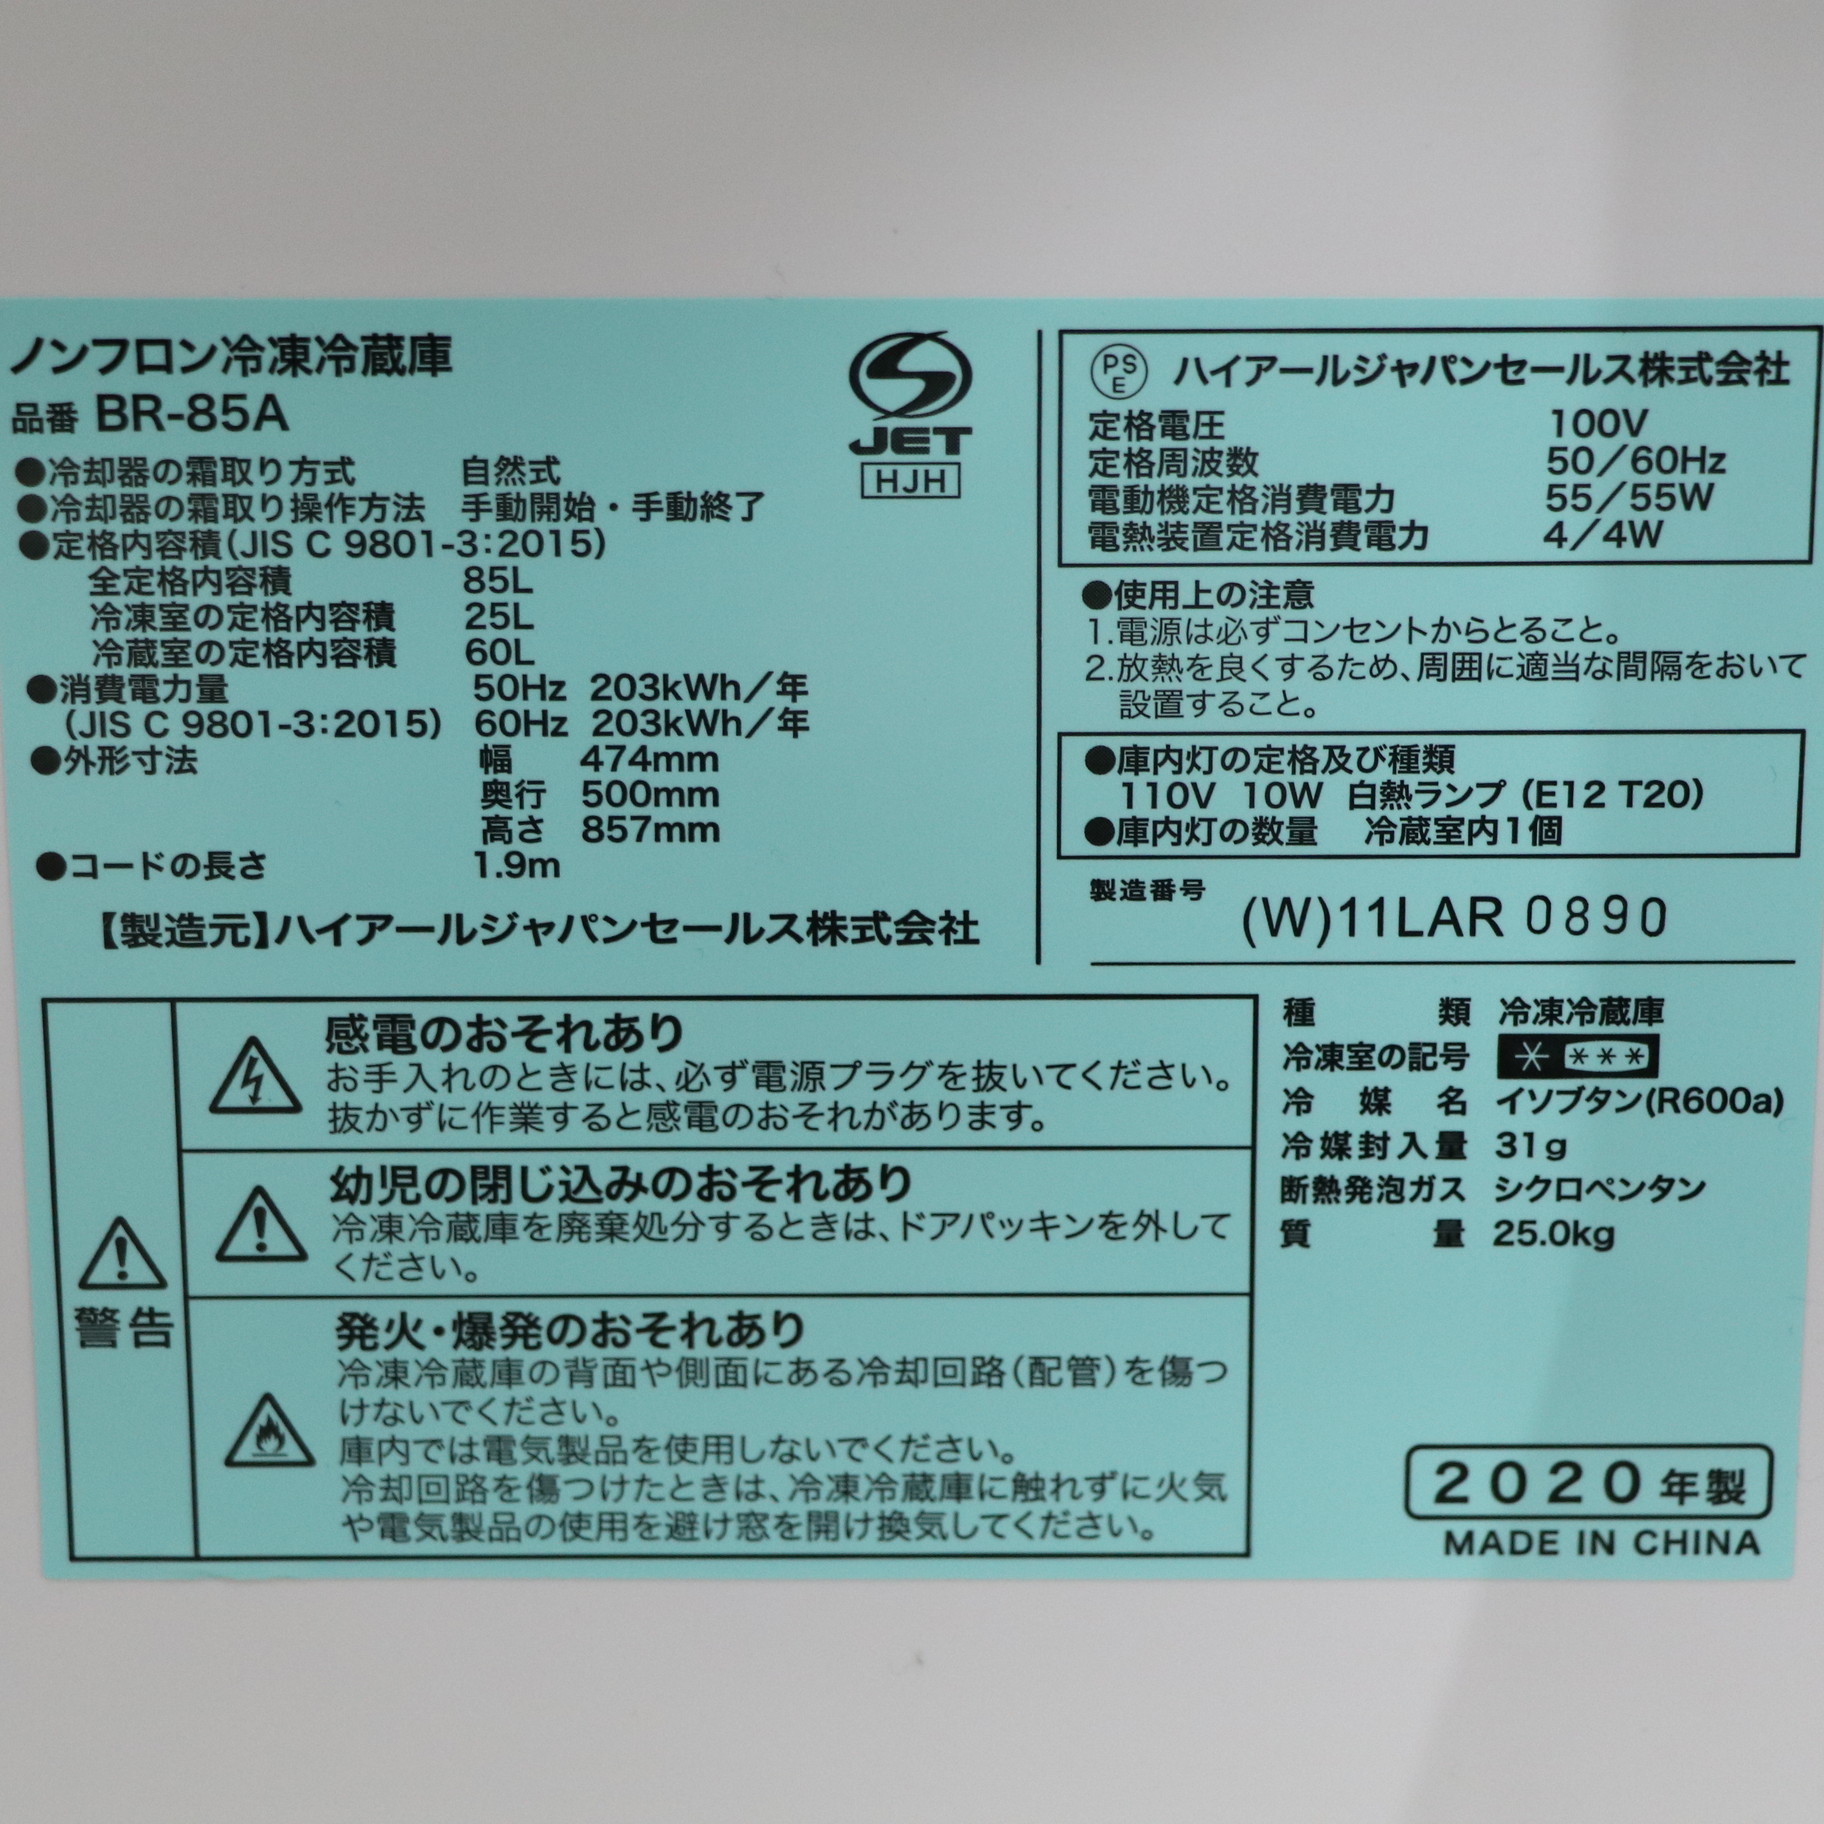 ノンフロン冷凍冷蔵庫
品番 BR-85A
●冷却器の霜取り方式 自然式
●冷却器の霜取り操作方法 手動開始・手動終了
●定格内容積(JIS C 9801-3:2015)
全定格内容積 85L
冷凍室の定格内容積 25L
冷蔵室の定格内容積 60L
●消費電力量 50Hz 203kWh/年
(JIS C 9801-3:2015) 60Hz 203kWh/年
●外形寸法 幅 474mm
奥行 500mm
高さ 857mm
●コードの長さ 1.9m
【製造元】ハイアールジャパンセールス株式会社
JET
HJH
PS
E ハイアールジャパンセールス株式会社
定格電圧 100V
定格周波数 50/60Hz
電動機定格消費電力 55/55W
電熱装置定格消費電力 4/4W
●使用上の注意
1.電源は必ずコンセントからとること。
2.放熱を良くするため、周囲に適当な間隔をおいて
設置すること。
●庫内灯の定格及び種類
110V 10W 白熱ランプ (E12 T20)
●庫内灯の数量 冷蔵室内1個
製造番号 (W)11LAR 0890
警告
感電のおそれあり
お手入れのときには、必ず電源プラグを抜いてください。
抜かずに作業すると感電のおそれがあります。
幼児の閉じ込みのおそれあり
冷凍冷蔵庫を廃棄処分するときは、ドアパッキンを外して
ください。
発火・爆発のおそれあり
冷凍冷蔵庫の背面や側面にある冷却回路(配管)を傷つ
けないでください。
庫内では電気製品を使用しないでください。
冷却回路を傷つけたときは、冷凍冷蔵庫に触れずに火気
や電気製品の使用を避け窓を開け換気してください。
種類 冷凍冷蔵庫
冷凍室の記号 * ***
冷媒名 イソブタン(R600a)
冷媒封入量 31g
断熱発泡ガス シクロペンタン
質量 25.0kg
2020年製
MADE IN CHINA